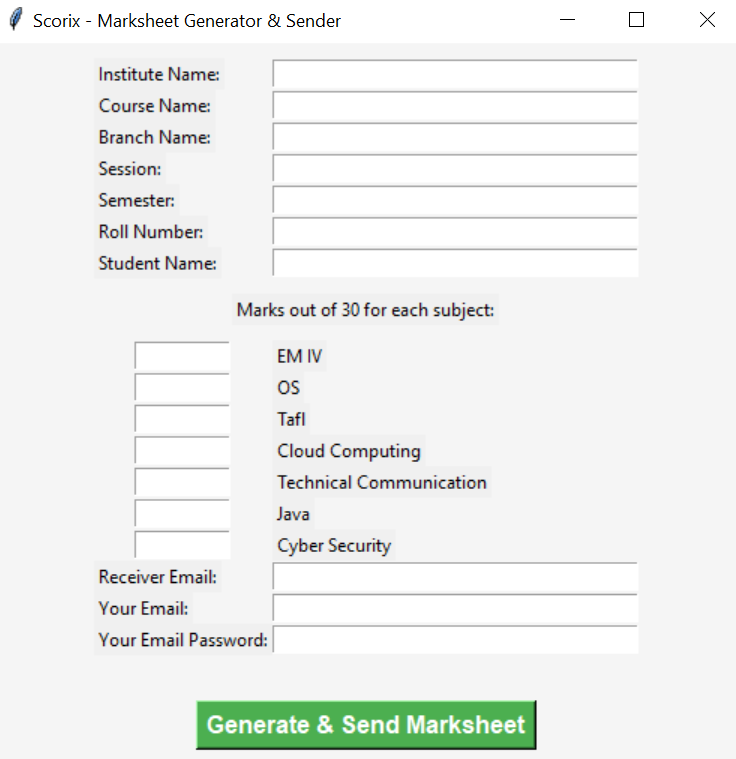 Scorix - Marksheet Generator & Sender
Institute Name:
Course Name:
Branch Name:
Session:
Semester:
Roll Number:
Student Name:
Marks out of 30 for each subject:
EM IV
OS
Tafl
Cloud Computing
Technical Communication
Java
Cyber Security
Receiver Email:
Your Email:
Your Email Password:
Generate & Send Marksheet